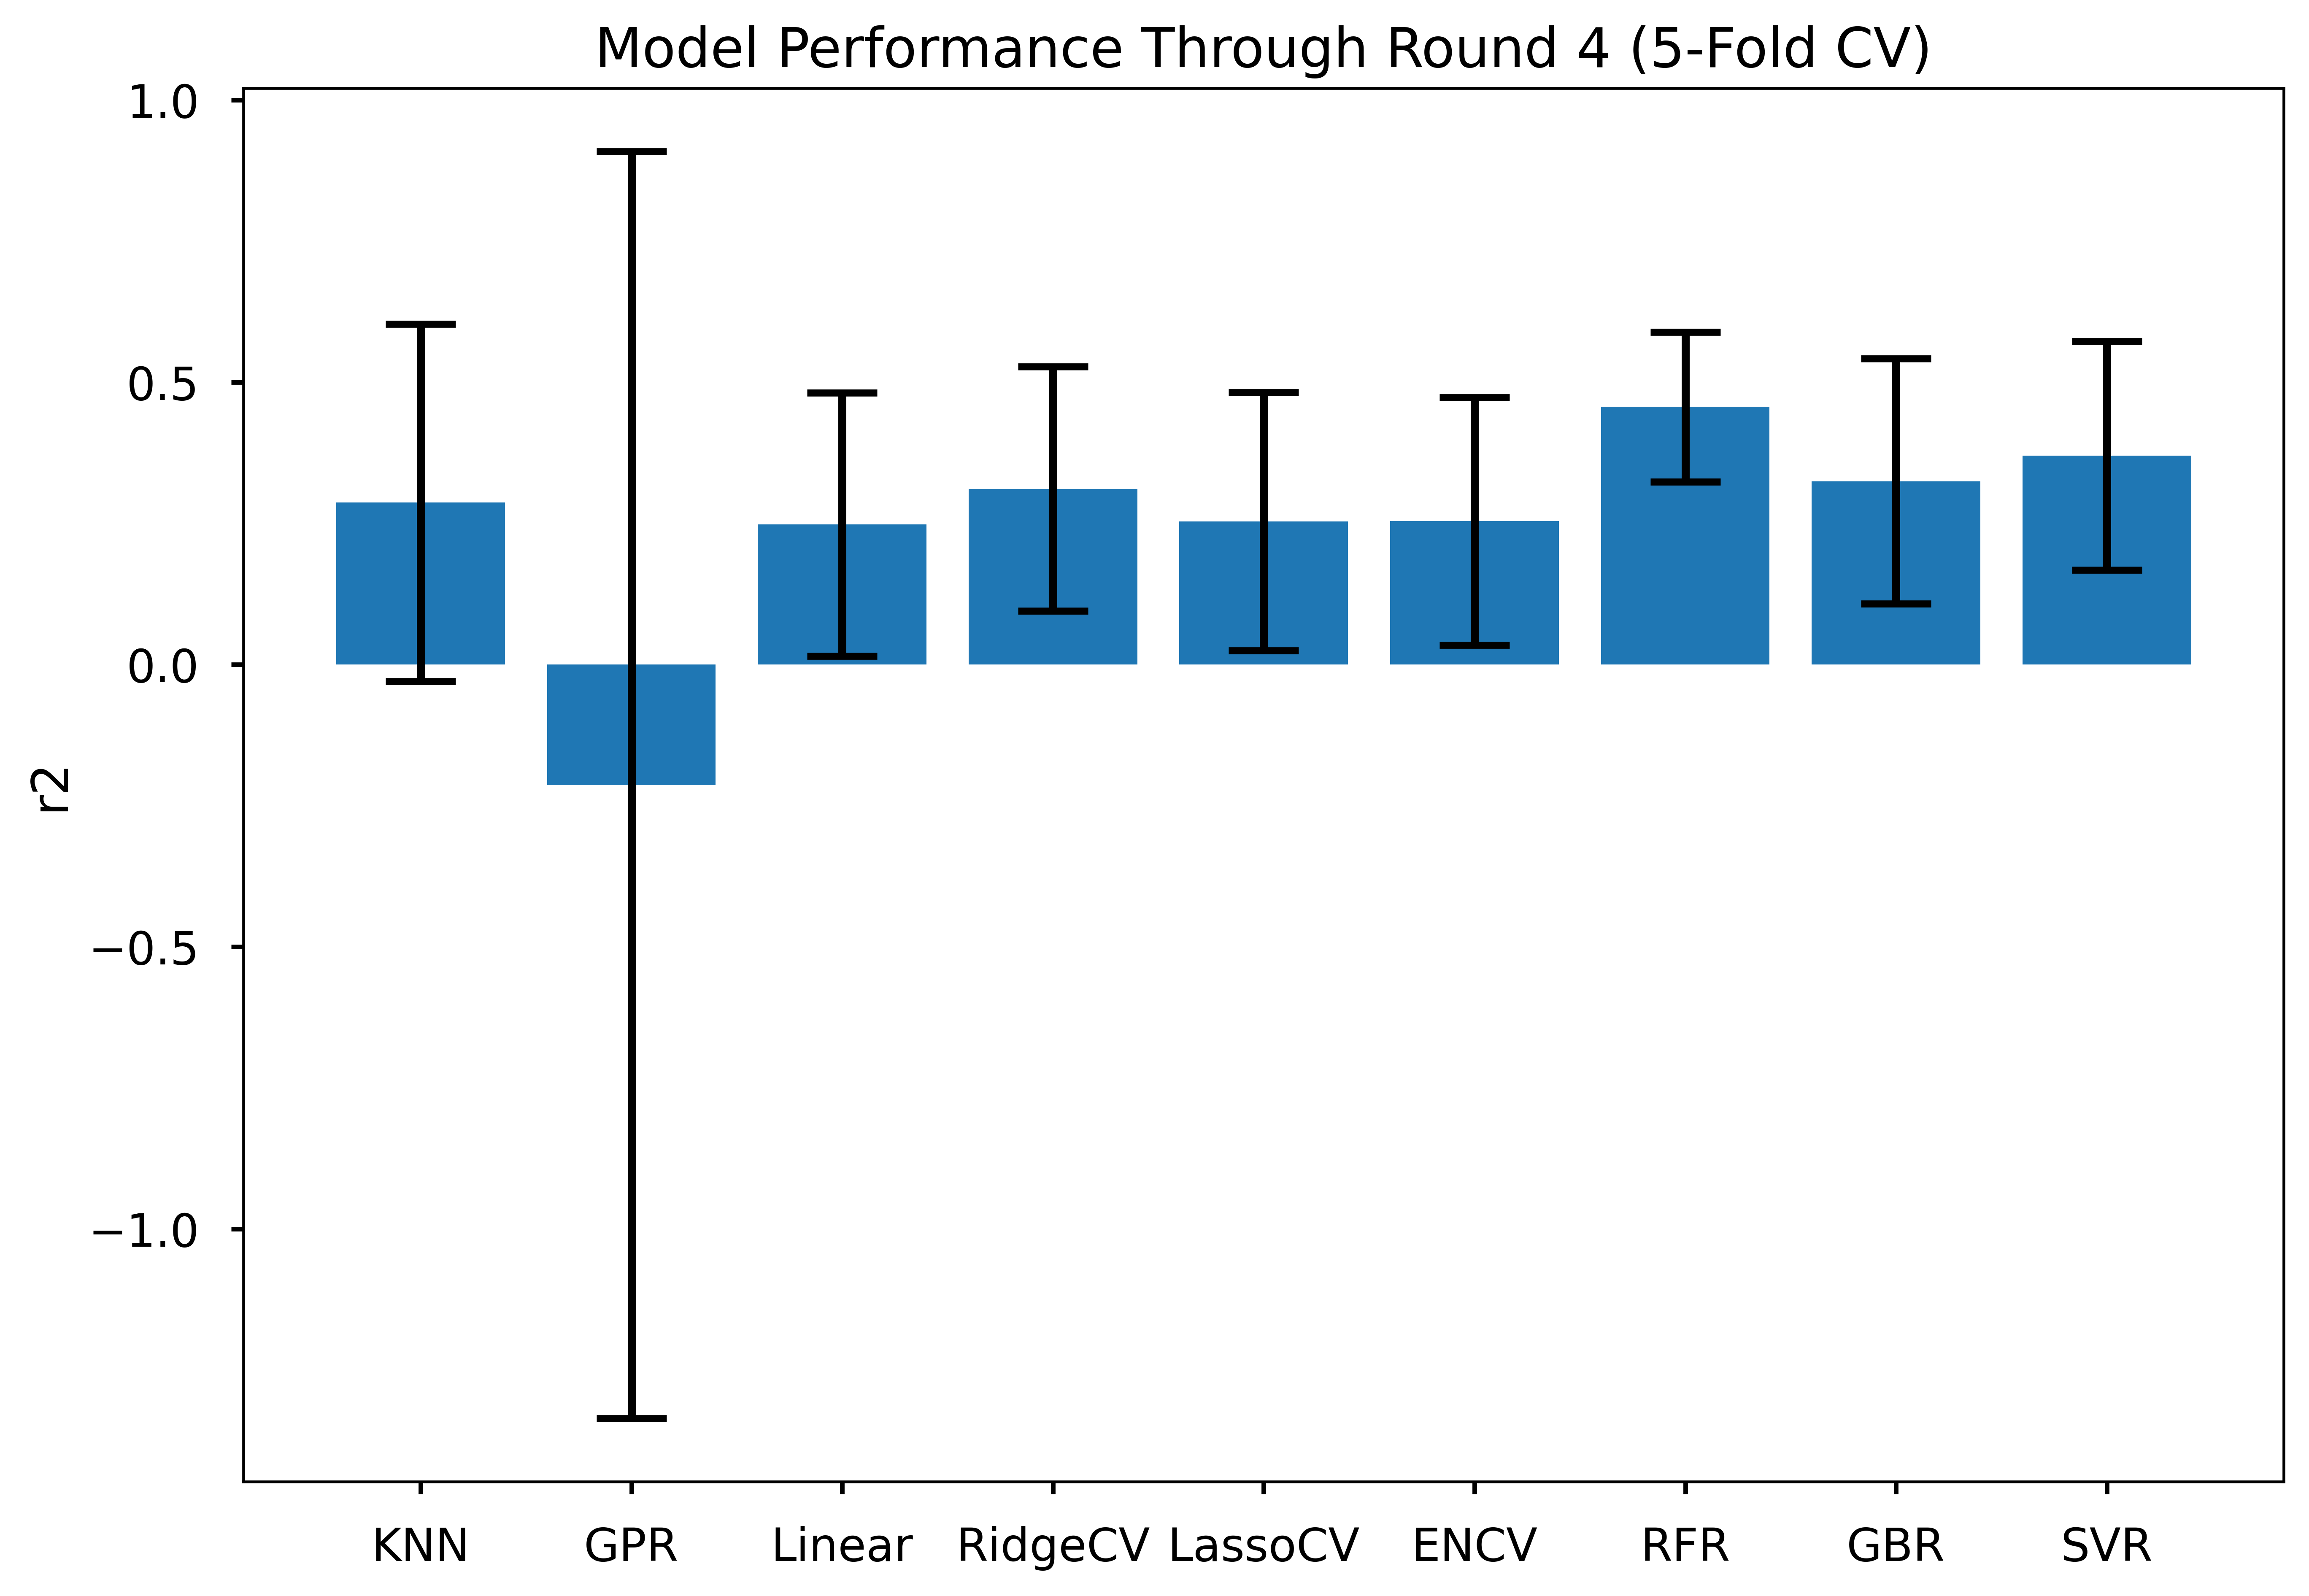 Model Performance Through Round 4 (5-Fold CV)
1.0
0.5
0.0
−0.5
−1.0
r2
KNN GPR Linear RidgeCV LassoCV ENCV RFR GBR SVR